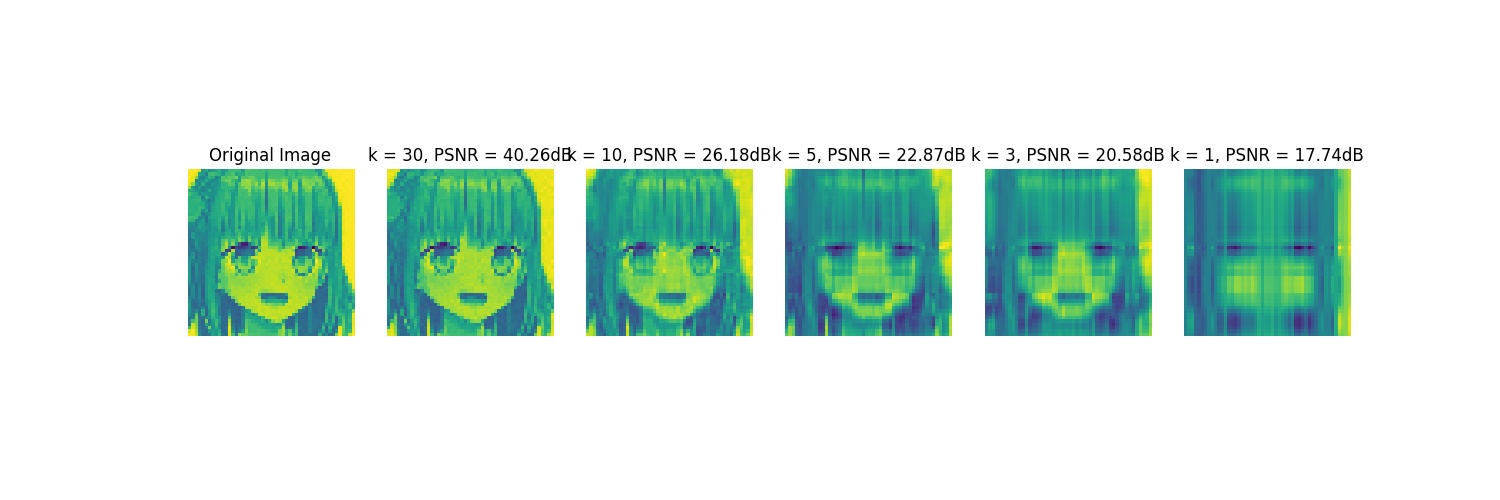 Original Image
k = 30, PSNR = 40.26dB
k = 10, PSNR = 26.18dB
k = 5, PSNR = 22.87dB
k = 3, PSNR = 20.58dB
k = 1, PSNR = 17.74dB